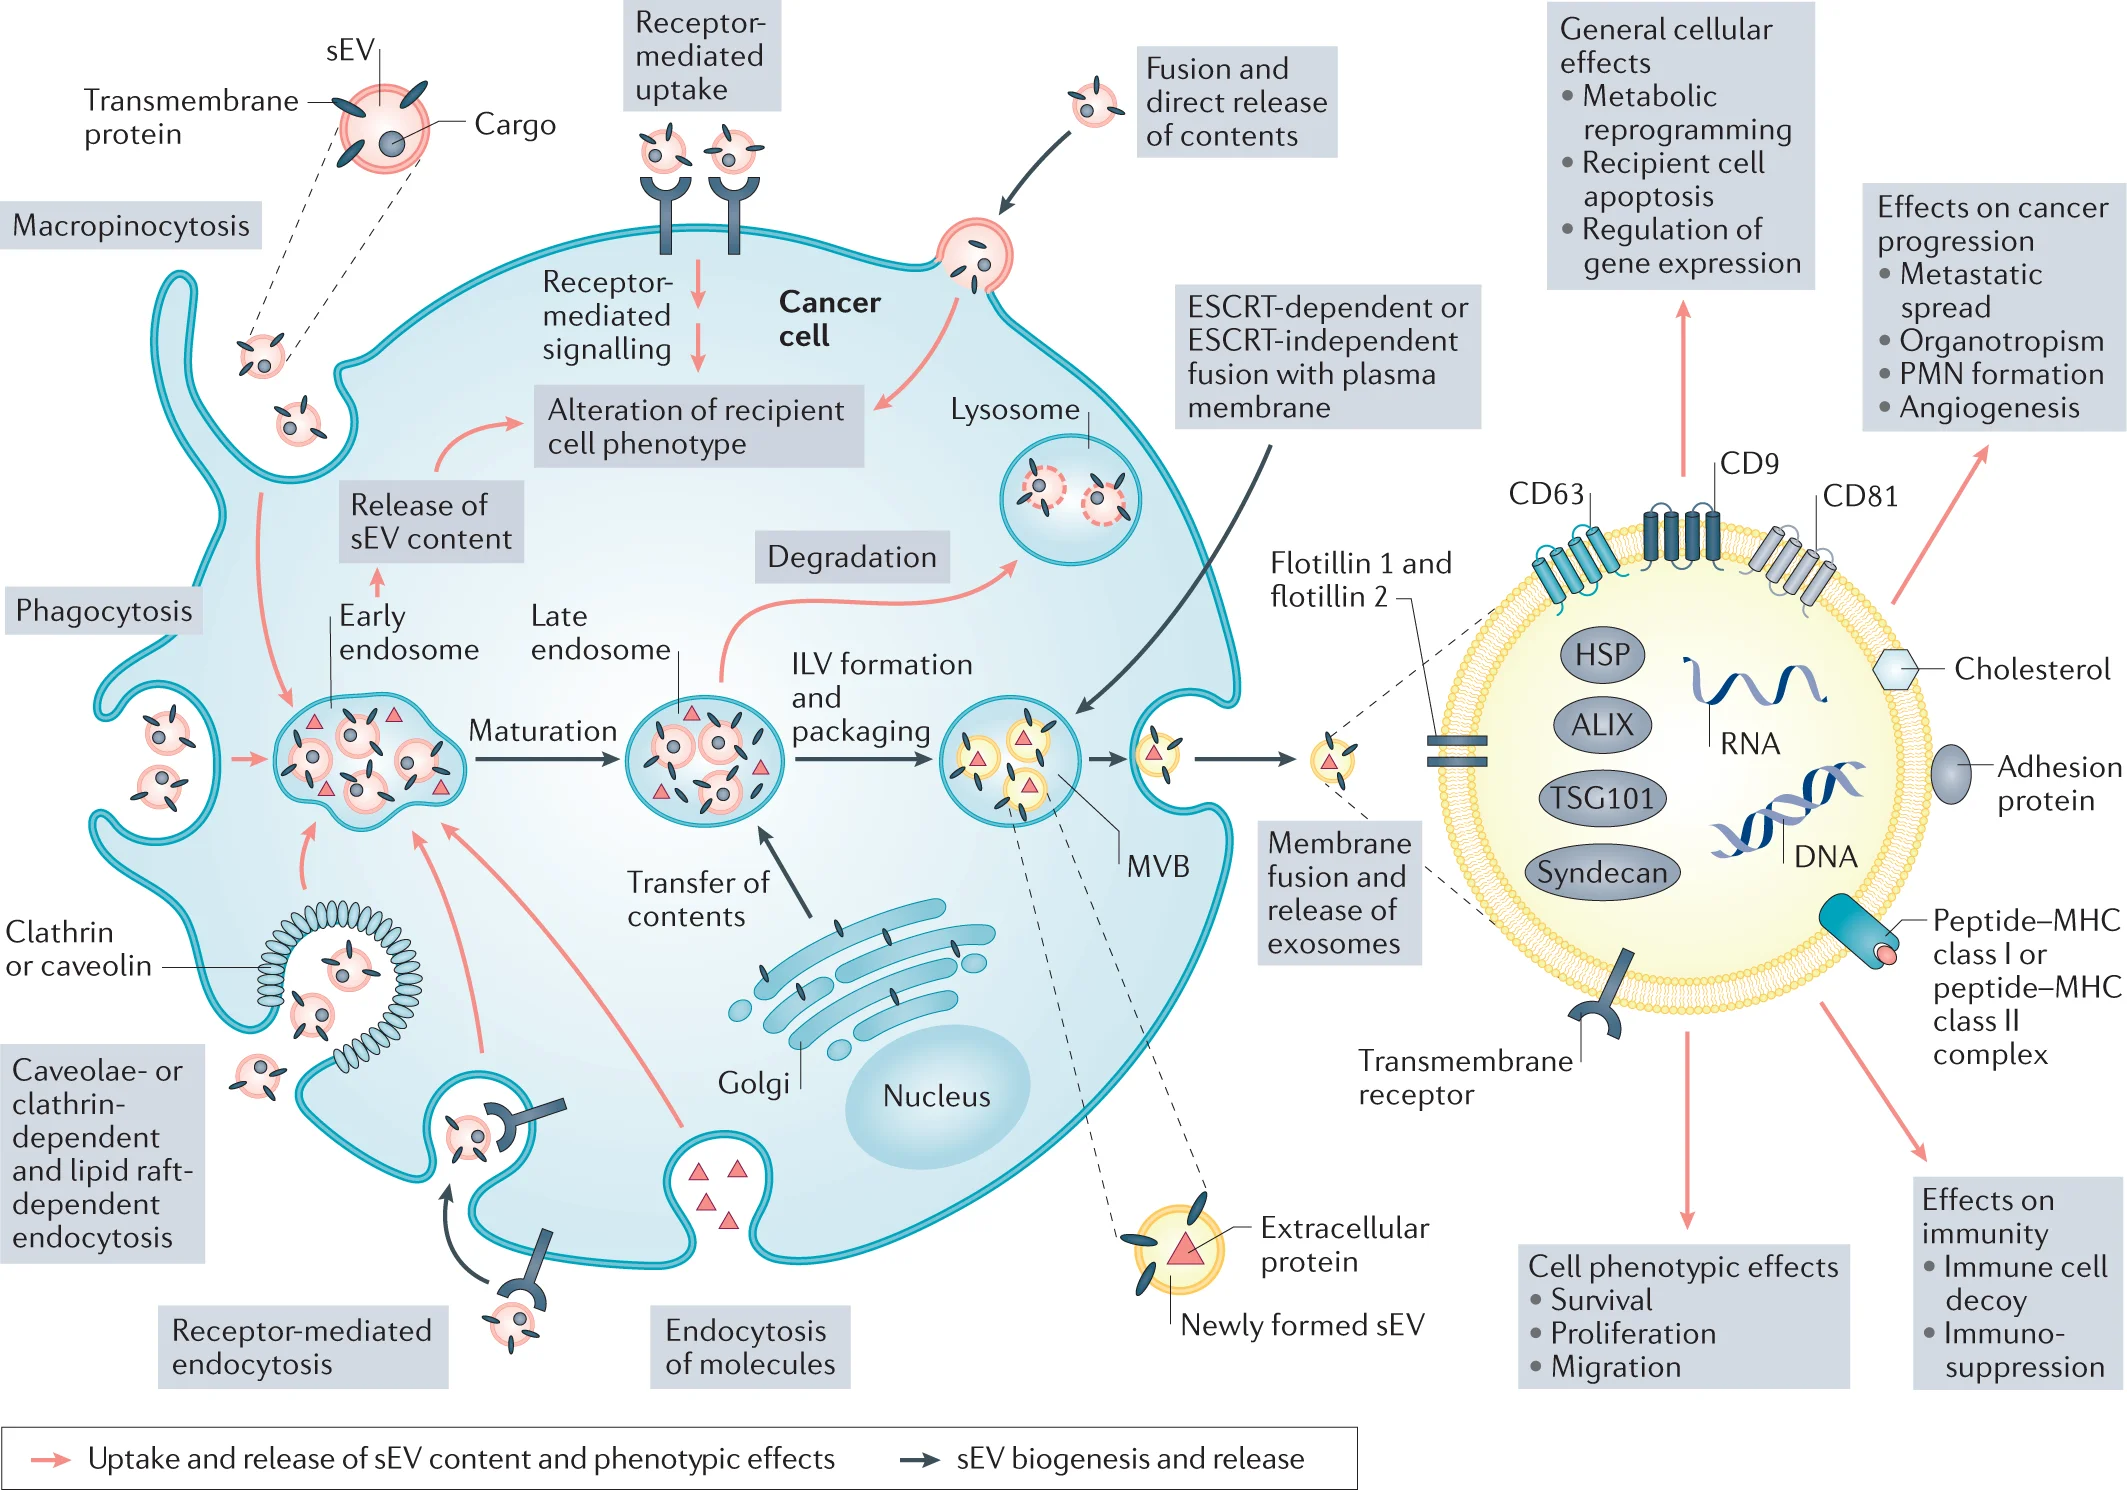 sEV
Transmembrane
protein
Cargo
Macropinocytosis
Receptor-
mediated
uptake
Fusion and
direct release
of contents
General cellular
effects
• Metabolic
reprogramming
• Recipient cell
apoptosis
• Regulation of
gene expression
Effects on cancer
progression
• Metastatic
spread
• Organotropism
• PMN formation
• Angiogenesis
Receptor-
mediated
signalling
Cancer
cell
ESCRT-dependent or
ESCRT-independent
fusion with plasma
membrane
Alteration of recipient
cell phenotype
Lysosome
Release of
sEV content
Degradation
Phagocytosis
Early
endosome
Late
endosome
Maturation
ILV formation
and
packaging
MVB
Transfer of
contents
Golgi
Nucleus
Clathrin
or caveolin
Caveolae- or
clathrin-
dependent
and lipid raft-
dependent
endocytosis
Receptor-mediated
endocytosis
Endocytosis
of molecules
Extracellular
protein
Newly formed sEV
Membrane
fusion and
release of
exosomes
Flotillin 1 and
flotillin 2
CD63
CD9
CD81
HSP
ALIX
TSG101
Syndecan
RNA
DNA
Cholesterol
Adhesion
protein
Peptide–MHC
class I or
peptide–MHC
class II
complex
Transmembrane
receptor
Cell phenotypic effects
• Survival
• Proliferation
• Migration
Effects on
immunity
• Immune cell
decoy
• Immuno-
suppression
Uptake and release of sEV content and phenotypic effects
sEV biogenesis and release